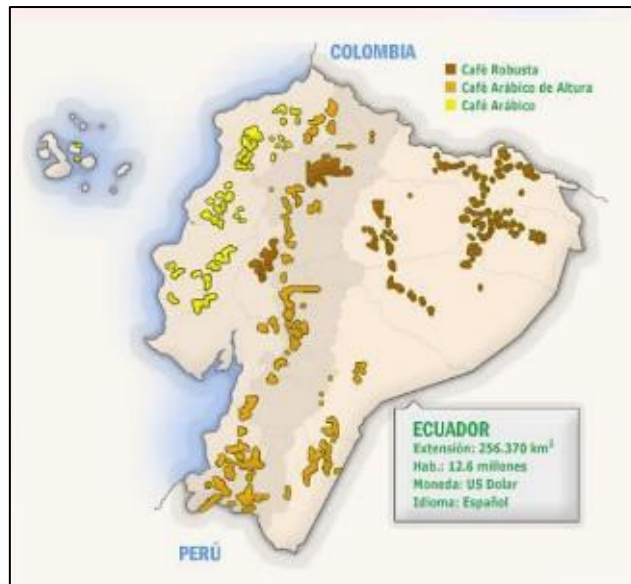 COLOMBIA
Café Robusta
Café Arábico de Altura
Café Arábico
ECUADOR
Extensión: 256.370 km²
Hab.: 12.6 millones
Moneda: US Dolar
Idioma: Español
PERÚ